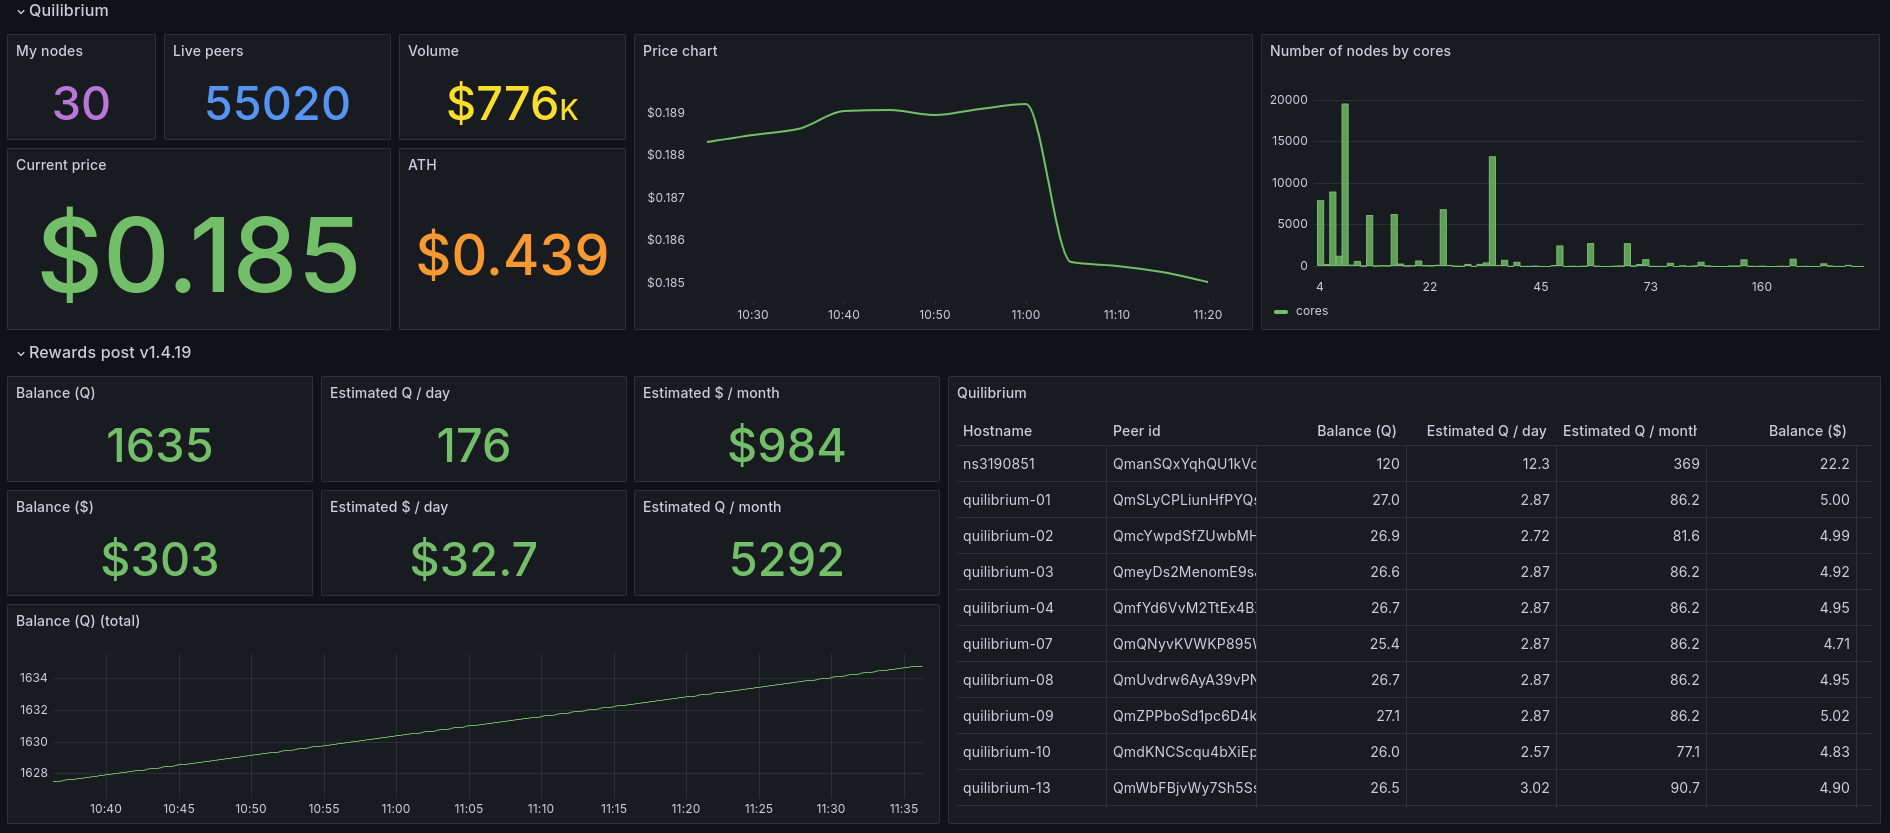 Quilibrium
My nodes
30
Live peers
55020
Volume
$776K
Current price
$0.185
ATH
$0.439
Price chart
$0.189
$0.188
$0.187
$0.186
$0.185
10:30 10:40 10:50 11:00 11:10 11:20
Number of nodes by cores
20000
15000
10000
5000
0
4 22 45 73 160
cores
Rewards post v1.4.19
Balance (Q)
1635
Estimated Q / day
176
Estimated $ / month
$984
Balance ($)
$303
Estimated $ / day
$32.7
Estimated Q / month
5292
Balance (Q) (total)
1634
1632
1630
1628
10:40 10:45 10:50 10:55 11:00 11:05 11:10 11:15 11:20 11:25 11:30 11:35
Quilibrium
Hostname Peer id Balance (Q) Estimated Q / day Estimated Q / month Balance ($)
ns3190851 QmanSQxYqhQU1kVc 120 12.3 369 22.2
quilibrium-01 QmSLyCPLiunHfPYQs 27.0 2.87 86.2 5.00
quilibrium-02 QmcYwpdSfZUwbMH 26.9 2.72 81.6 4.99
quilibrium-03 QmeyDs2MenomE9s 26.6 2.87 86.2 4.92
quilibrium-04 QmfYd6VvM2TtEx4B 26.7 2.87 86.2 4.95
quilibrium-07 QmQNyvKVWKP895 25.4 2.87 86.2 4.71
quilibrium-08 QmUvdrw6AyA39vPN 26.7 2.87 86.2 4.95
quilibrium-09 QmZPPboSd1pc6D4k 27.1 2.87 86.2 5.02
quilibrium-10 QmdKNCScqu4bXiEp 26.0 2.57 77.1 4.83
quilibrium-13 QmWbFBjvWy7Sh5Ss 26.5 3.02 90.7 4.90